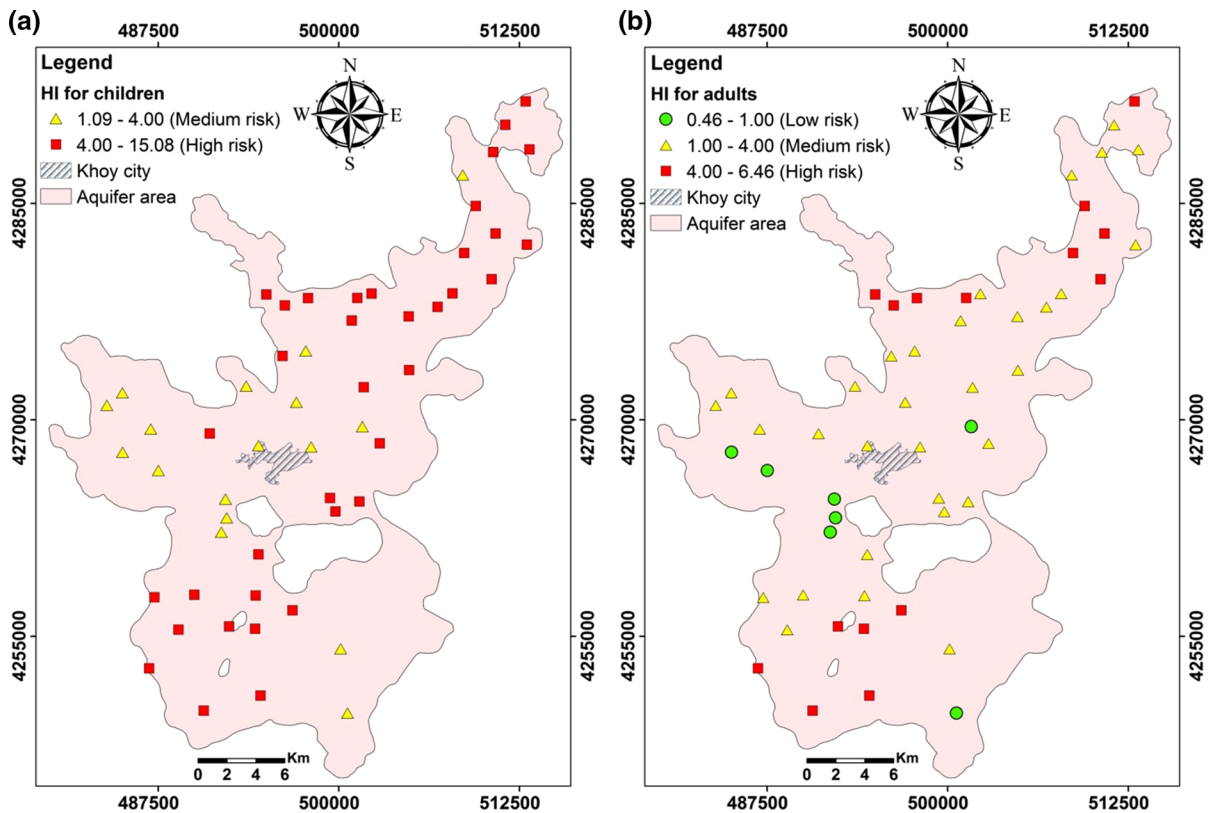 (a)
487500 500000 512500
Legend
HI for children
1.09 - 4.00 (Medium risk)
4.00 - 15.08 (High risk)
Khoy city
Aquifer area
N
W E
S
4285000 4285000
4270000 4270000
4255000 4255000
Km
0 2 4 6
487500 500000 512500
(b)
487500 500000 512500
Legend
HI for adults
0.46 - 1.00 (Low risk)
1.00 - 4.00 (Medium risk)
4.00 - 6.46 (High risk)
Khoy city
Aquifer area
N
W E
S
4285000
4270000
4255000
Km
0 2 4 6
487500 500000 512500